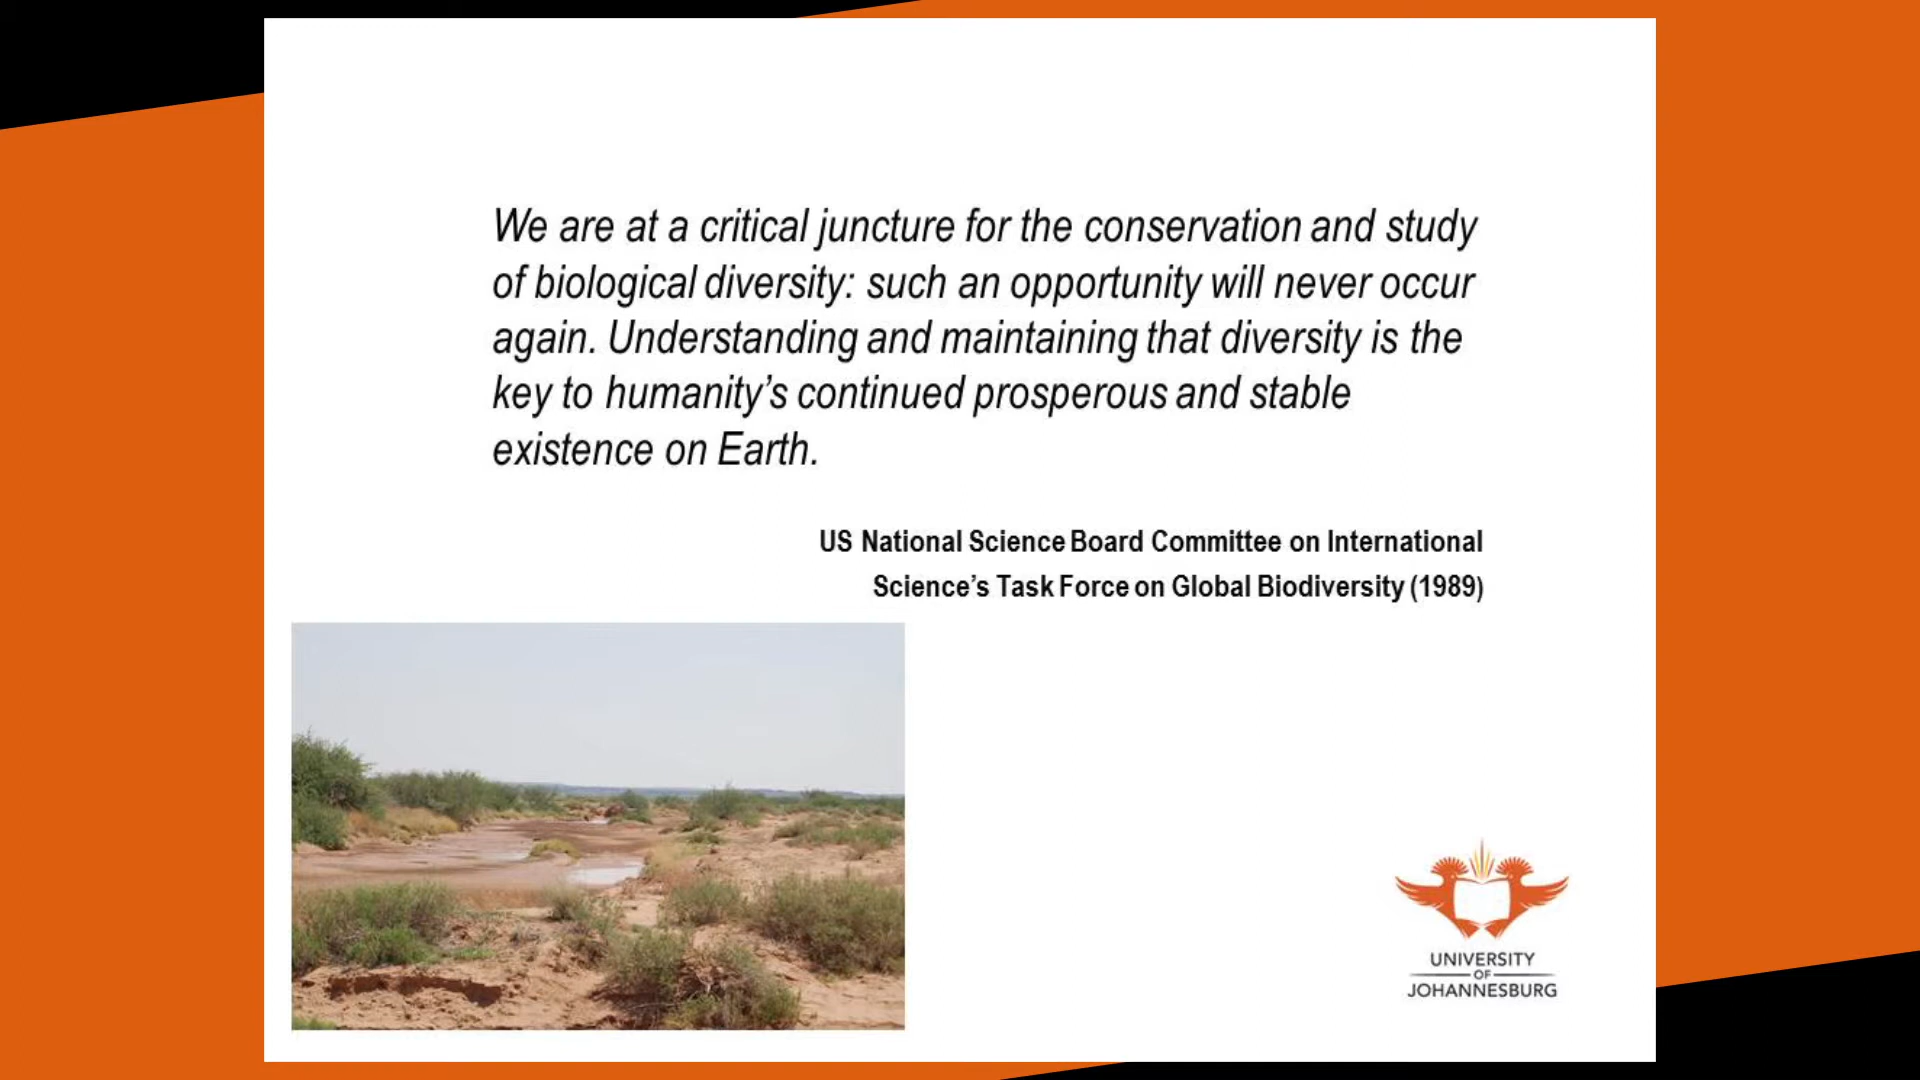 We are at a critical juncture for the conservation and study
of biological diversity: such an opportunity will never occur
again. Understanding and maintaining that diversity is the
key to humanity’s continued prosperous and stable
existence on Earth.
US National Science Board Committee on International
Science’s Task Force on Global Biodiversity (1989)
UNIVERSITY
OF
JOHANNESBURG